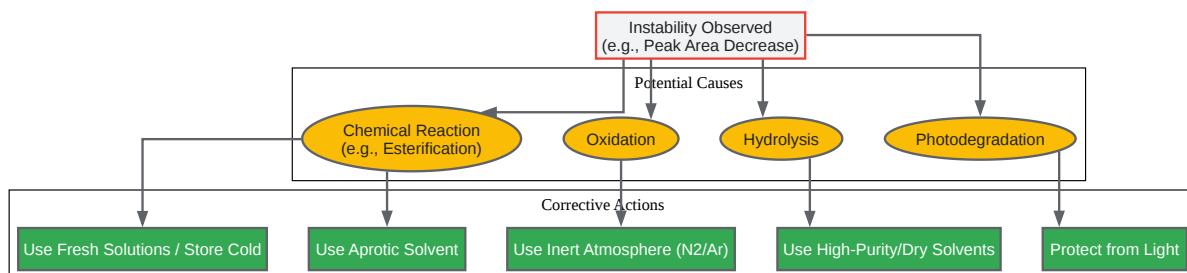 Instability Observed
(e.g., Peak Area Decrease)
Potential Causes
Chemical Reaction
(e.g., Esterification)
Oxidation
Hydrolysis
Photodegradation
Corrective Actions
Use Fresh Solutions / Store Cold
Use Aprotic Solvent
Use Inert Atmosphere (N2/Ar)
Use High-Purity/Dry Solvents
Protect from Light